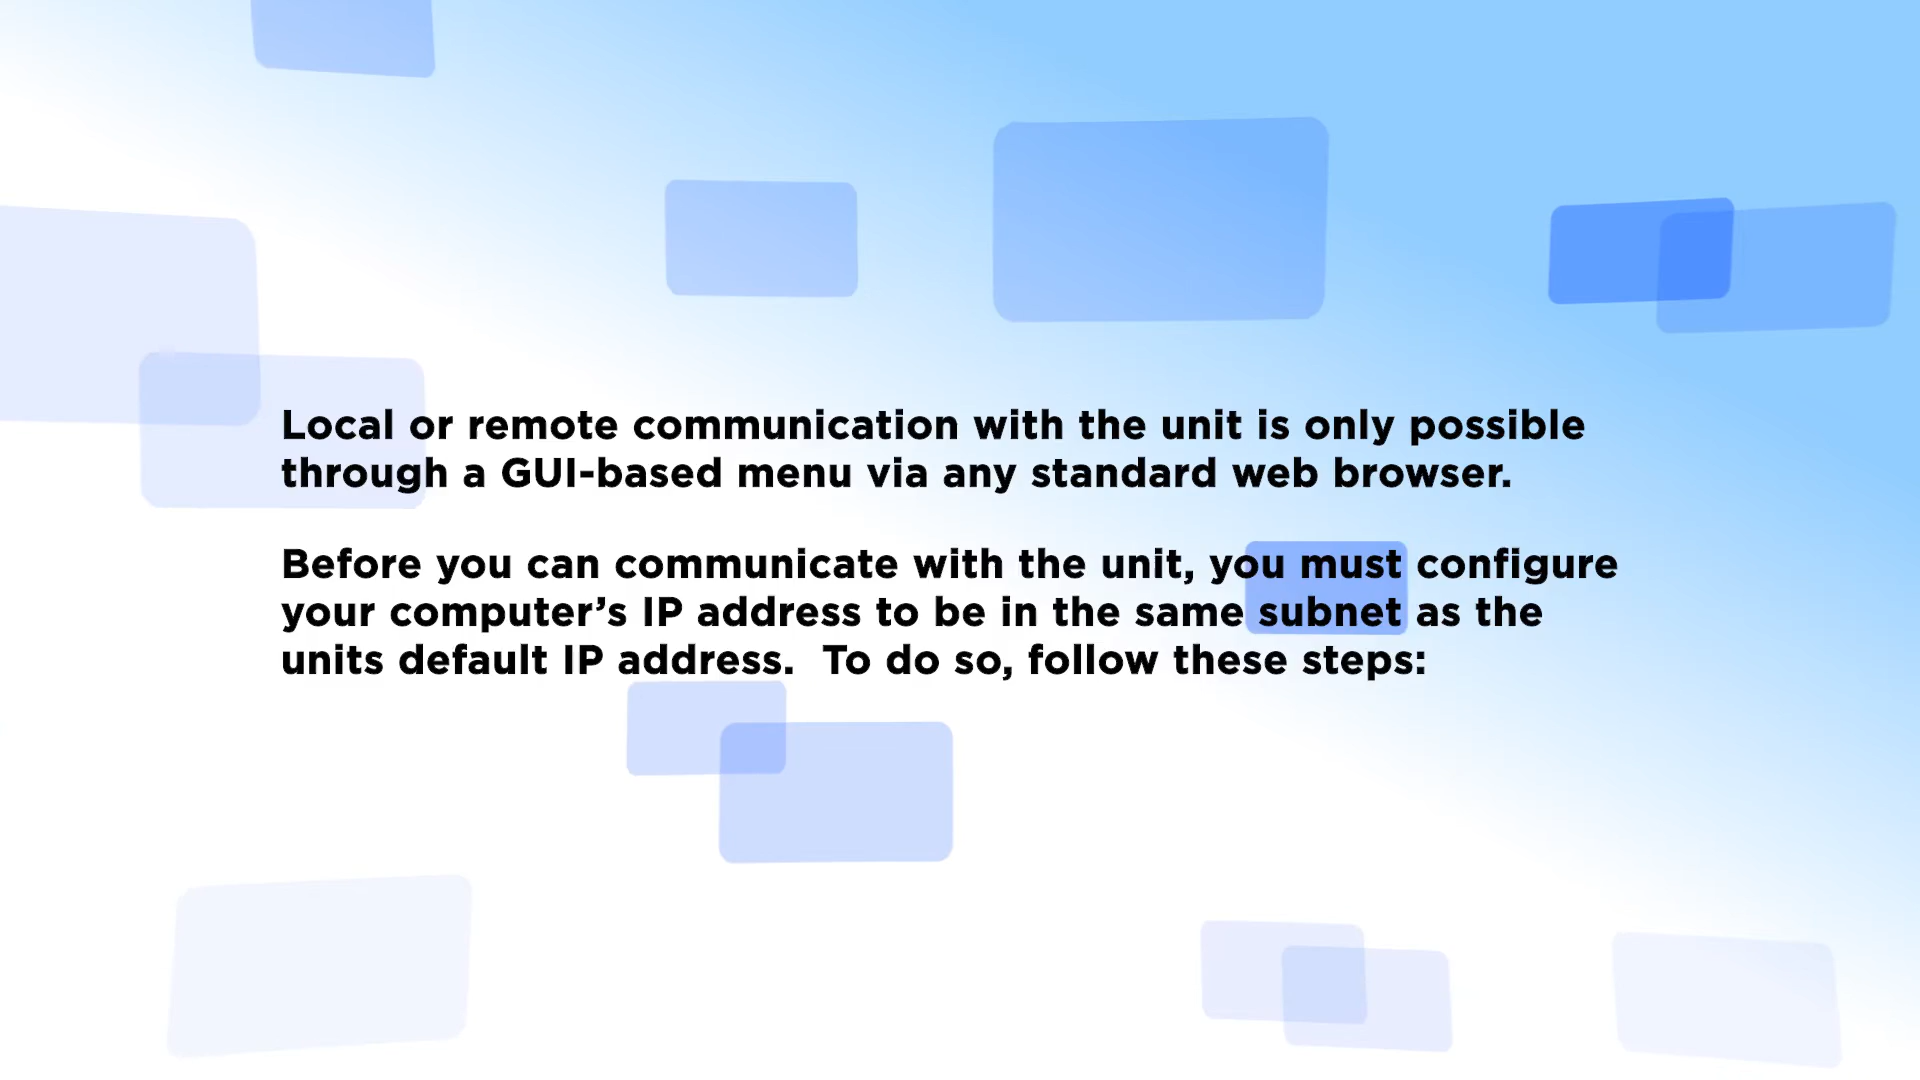 Local or remote communication with the unit is only possible
through a GUI-based menu via any standard web browser.
Before you can communicate with the unit, you must configure
your computer’s IP address to be in the same subnet as the
units default IP address.  To do so, follow these steps: